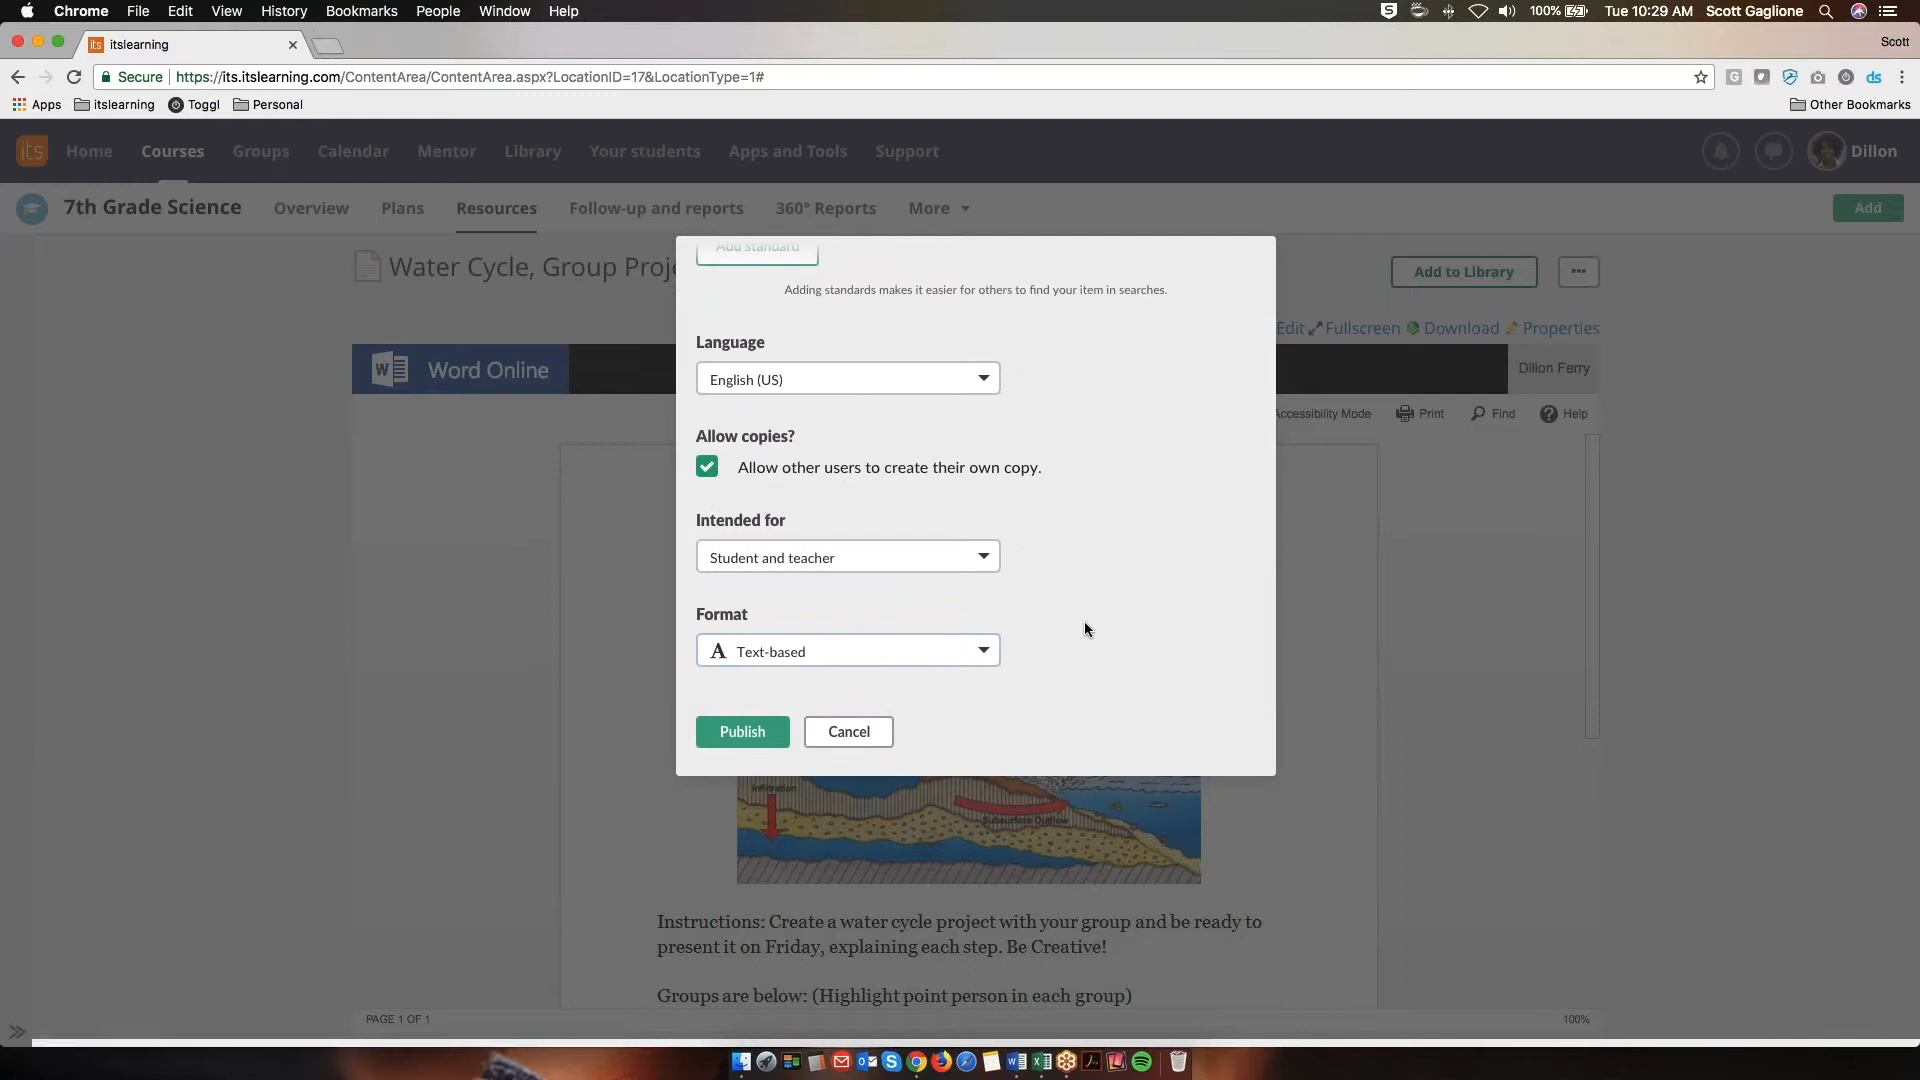 Chrome File Edit View History Bookmarks People Window Help
100% Tue 10:29 AM Scott Gaglione
its itslearning
Scott
Secure https://its.itslearning.com/ContentArea/ContentArea.aspx?LocationID=17&LocationType=1#
Apps itslearning Toggl Personal Other Bookmarks
its Home Courses Groups Calendar Mentor Library Your students Apps and Tools Support Dillon
7th Grade Science Overview Plans Resources Follow-up and reports 360° Reports More Add
Add standard
Water Cycle, Group Proje
Add to Library
Adding standards makes it easier for others to find your item in searches.
Edit Fullscreen Download Properties
Language
Word Online
Dillon Ferry
English (US)
Accessibility Mode Print Find Help
Allow copies?
Allow other users to create their own copy.
Intended for
Student and teacher
Format
A Text-based
Publish Cancel
Infiltration
Subsurface Outflow
Instructions: Create a water cycle project with your group and be ready to
present it on Friday, explaining each step. Be Creative!
Groups are below: (Highlight point person in each group)
PAGE 1 OF 1
100%